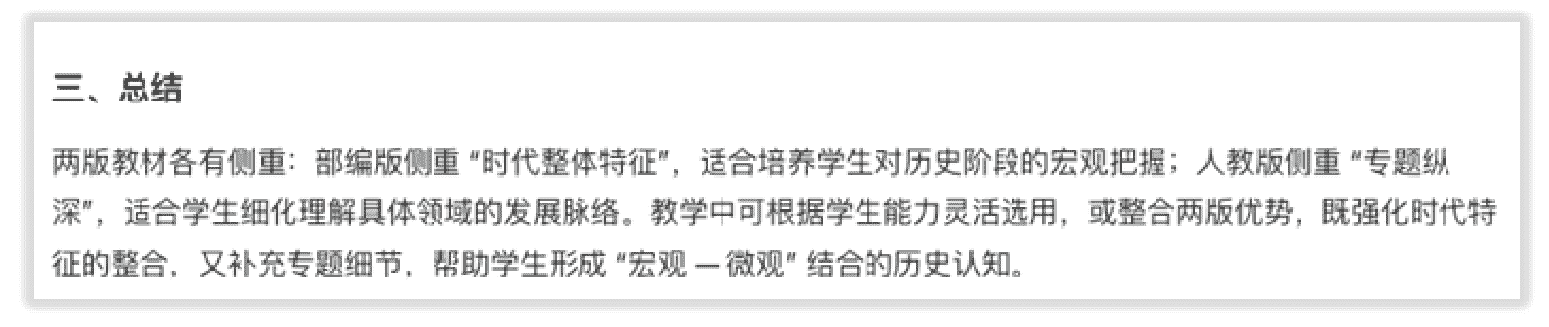 三、总结
两版教材各有侧重：部编版侧重 “时代整体特征”，适合培养学生对历史阶段的宏观把握；人教版侧重 “专题纵
深”，适合学生细化理解具体领域的发展脉络。教学中可根据学生能力灵活选用，或整合两版优势，既强化时代特
征的整合，又补充专题细节，帮助学生形成 “宏观 — 微观” 结合的历史认知。